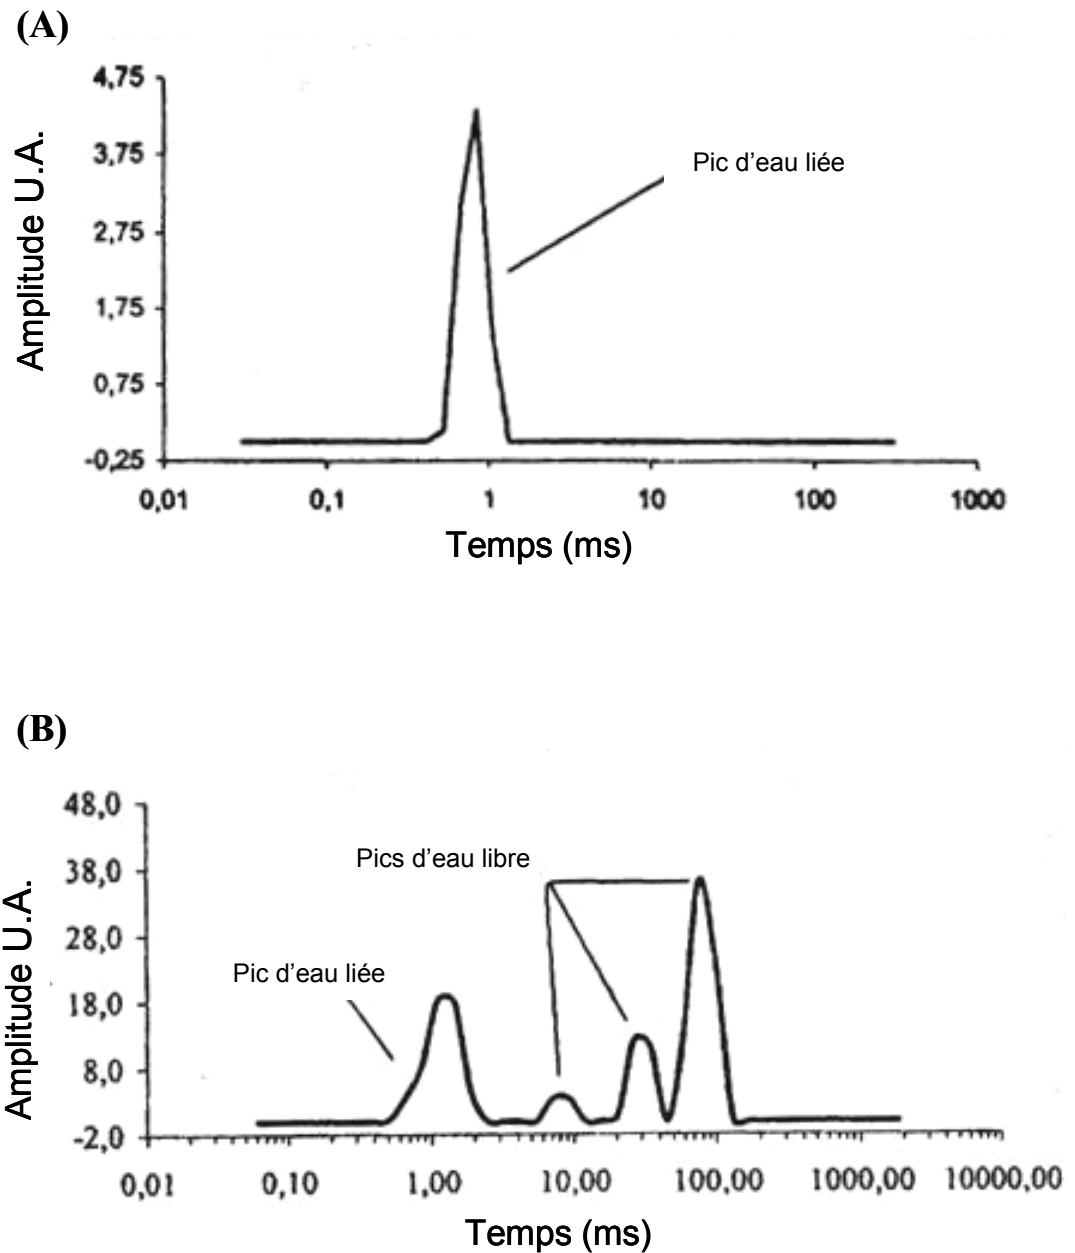 (A)
Amplitude U.A.
4,75
3,75
2,75
1,75
0,75
-0,25
Pic d’eau liée
0,01 0,1 1 10 100 1000
Temps (ms)
(B)
Amplitude U.A.
48,0
38,0
28,0
18,0
8,0
-2,0
Pics d’eau libre
Pic d’eau liée
0,01 0,10 1,00 10,00 100,00 1000,00 10000,00
Temps (ms)